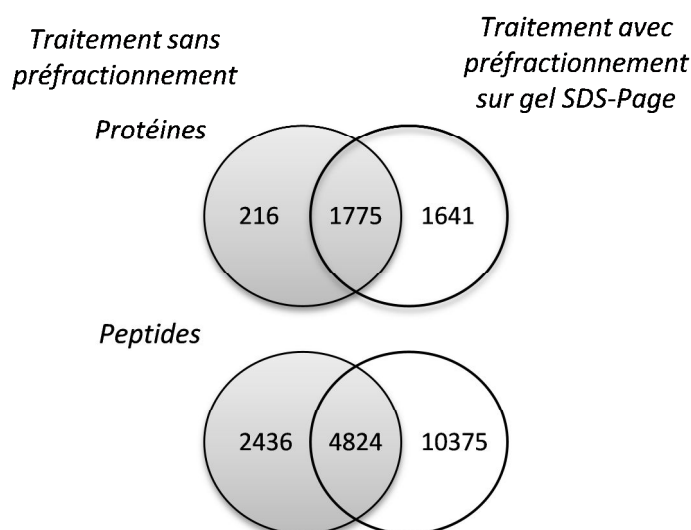 Traitement sans
préfractionnement
Traitement avec
préfractionnement
sur gel SDS-Page
Protéines
216 1775 1641
Peptides
2436 4824 10375